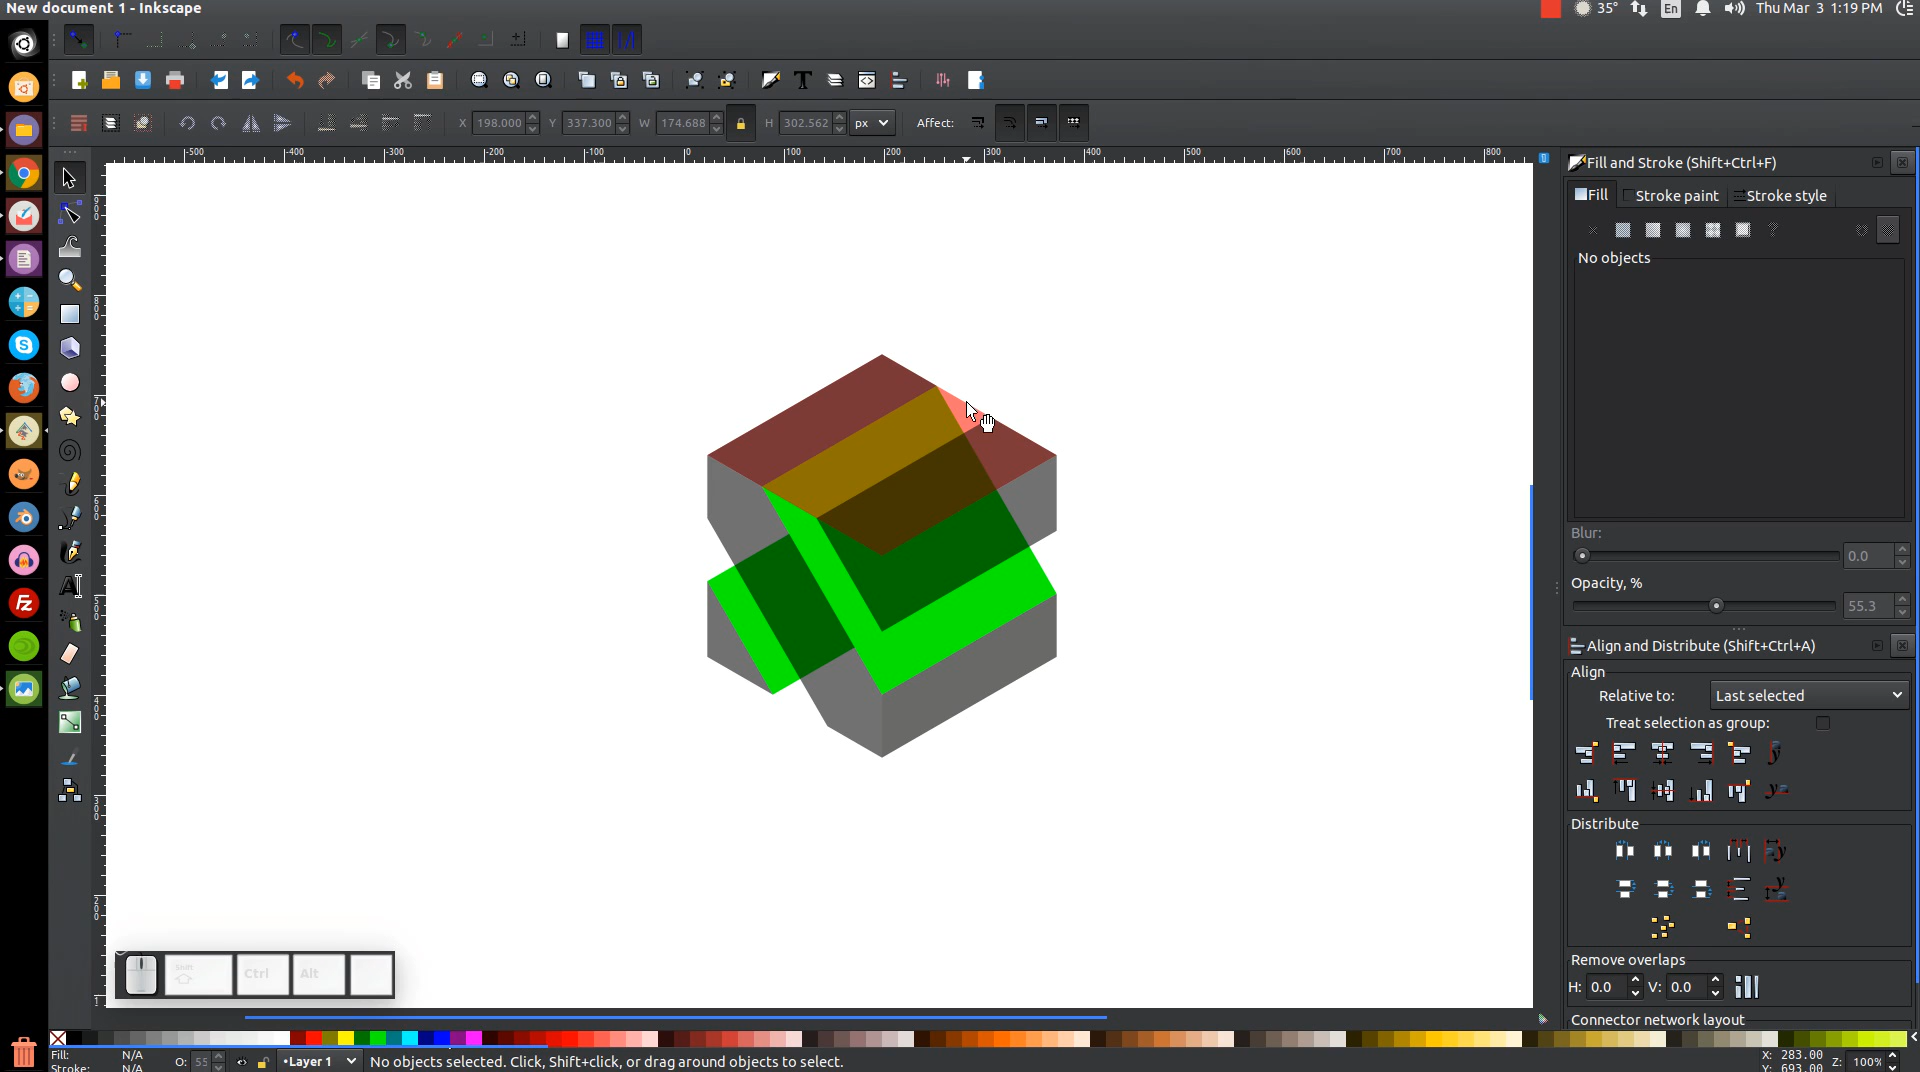 New document 1 - Inkscape
35° En Thu Mar 3 1:19 PM
X 198.000 Y 337.300 W 174.688 H 302.562 px Affect:
-500 -400 -300 -200 -100 0 100 200 300 400 500 600 700 800
Fill and Stroke (Shift+Ctrl+F)
Fill Stroke paint Stroke style
No objects
Blur:
0.0
Opacity, %
55.3
Align and Distribute (Shift+Ctrl+A)
Align
Relative to: Last selected
Treat selection as group:
Distribute
Remove overlaps
H: 0.0 V: 0.0
Connector network layout
Shift Ctrl Alt
Fill: N/A O: 55 •Layer 1 No objects selected. Click, Shift+click, or drag around objects to select. X: 283.00 Z: 100%
Stroke: N/A Y: 693.00